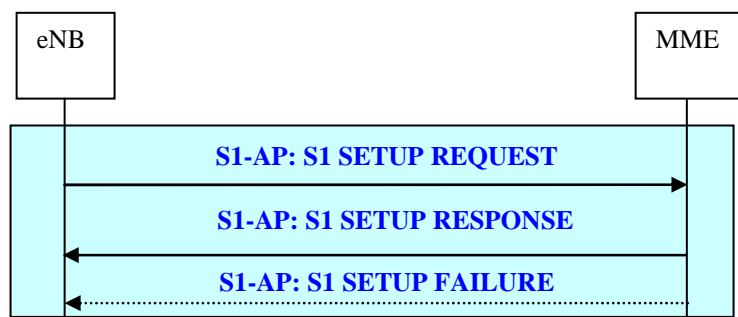 eNB
MME
S1-AP: S1 SETUP REQUEST
S1-AP: S1 SETUP RESPONSE
S1-AP: S1 SETUP FAILURE